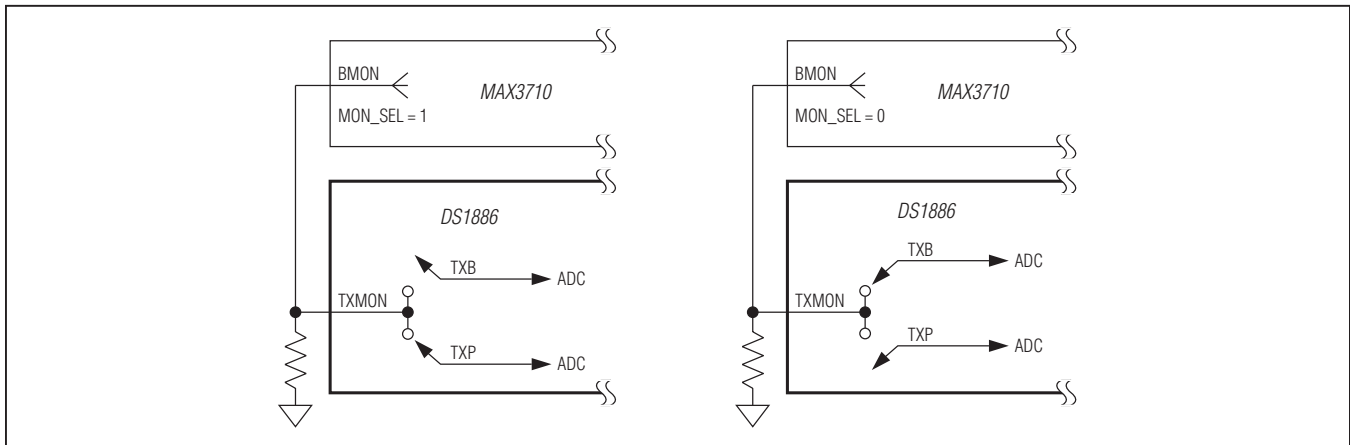 BMON
MAX3710
MON_SEL = 1
DS1886
TXB
ADC
TXMON
TXP
ADC
BMON
MAX3710
MON_SEL = 0
DS1886
TXB
ADC
TXMON
TXP
ADC